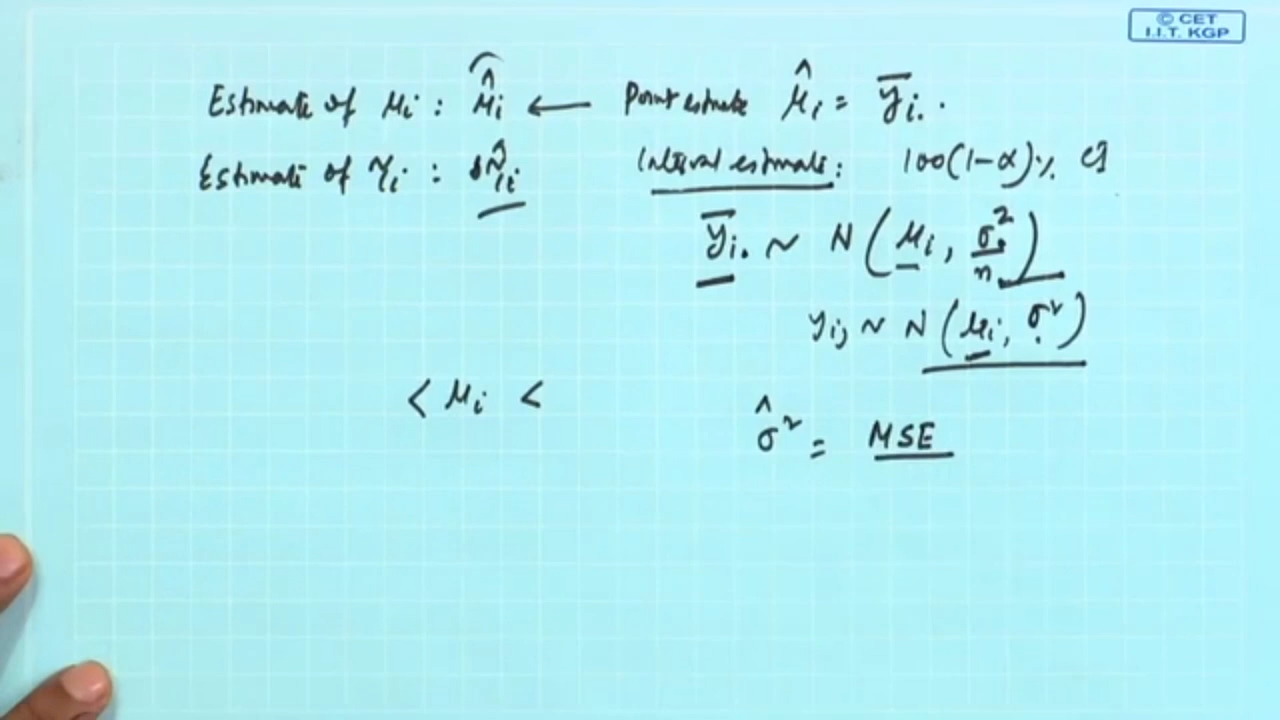 © CET
I.I.T. KGP
Estimate of μi : μ̂i ← Point estimate μ̂i = ȳi. .
Estimate of τi : τ̂i Interval estimate : 100(1-α)% CI
ȳi. ~ N(μi, σ²/n)
yij ~ N(μi, σ²)
< μi <
σ̂² = MSE